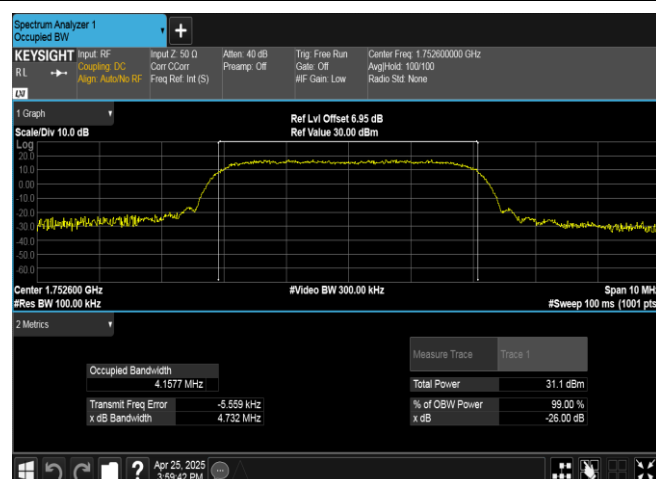 Spectrum Analyzer 1
Occupied BW
+
KEYSIGHT
R L
LXI
Input: RF
Coupling: DC
Align: Auto/No RF
Input Z: 50 Ω
Corr CCorr
Freq Ref: Int (S)
Atten: 40 dB
Preamp: Off
Trig: Free Run
Gate: Off
#IF Gain: Low
Center Freq: 1.752600000 GHz
Avg|Hold: 100/100
Radio Std: None
1 Graph
Scale/Div 10.0 dB
Ref Lvl Offset 6.95 dB
Ref Value 30.00 dBm
Log
20.0
10.0
0.00
-10.0
-20.0
-30.0
-40.0
-50.0
-60.0
Center 1.752600 GHz
#Res BW 100.00 kHz
#Video BW 300.00 kHz
Span 10 MHz
#Sweep 100 ms (1001 pts
2 Metrics
Measure Trace Trace 1
Occupied Bandwidth
4.1577 MHz
Total Power 31.1 dBm
Transmit Freq Error -5.559 kHz
% of OBW Power 99.00 %
x dB Bandwidth 4.732 MHz
x dB -26.00 dB
?
Apr 25, 2025
3:59:42 PM